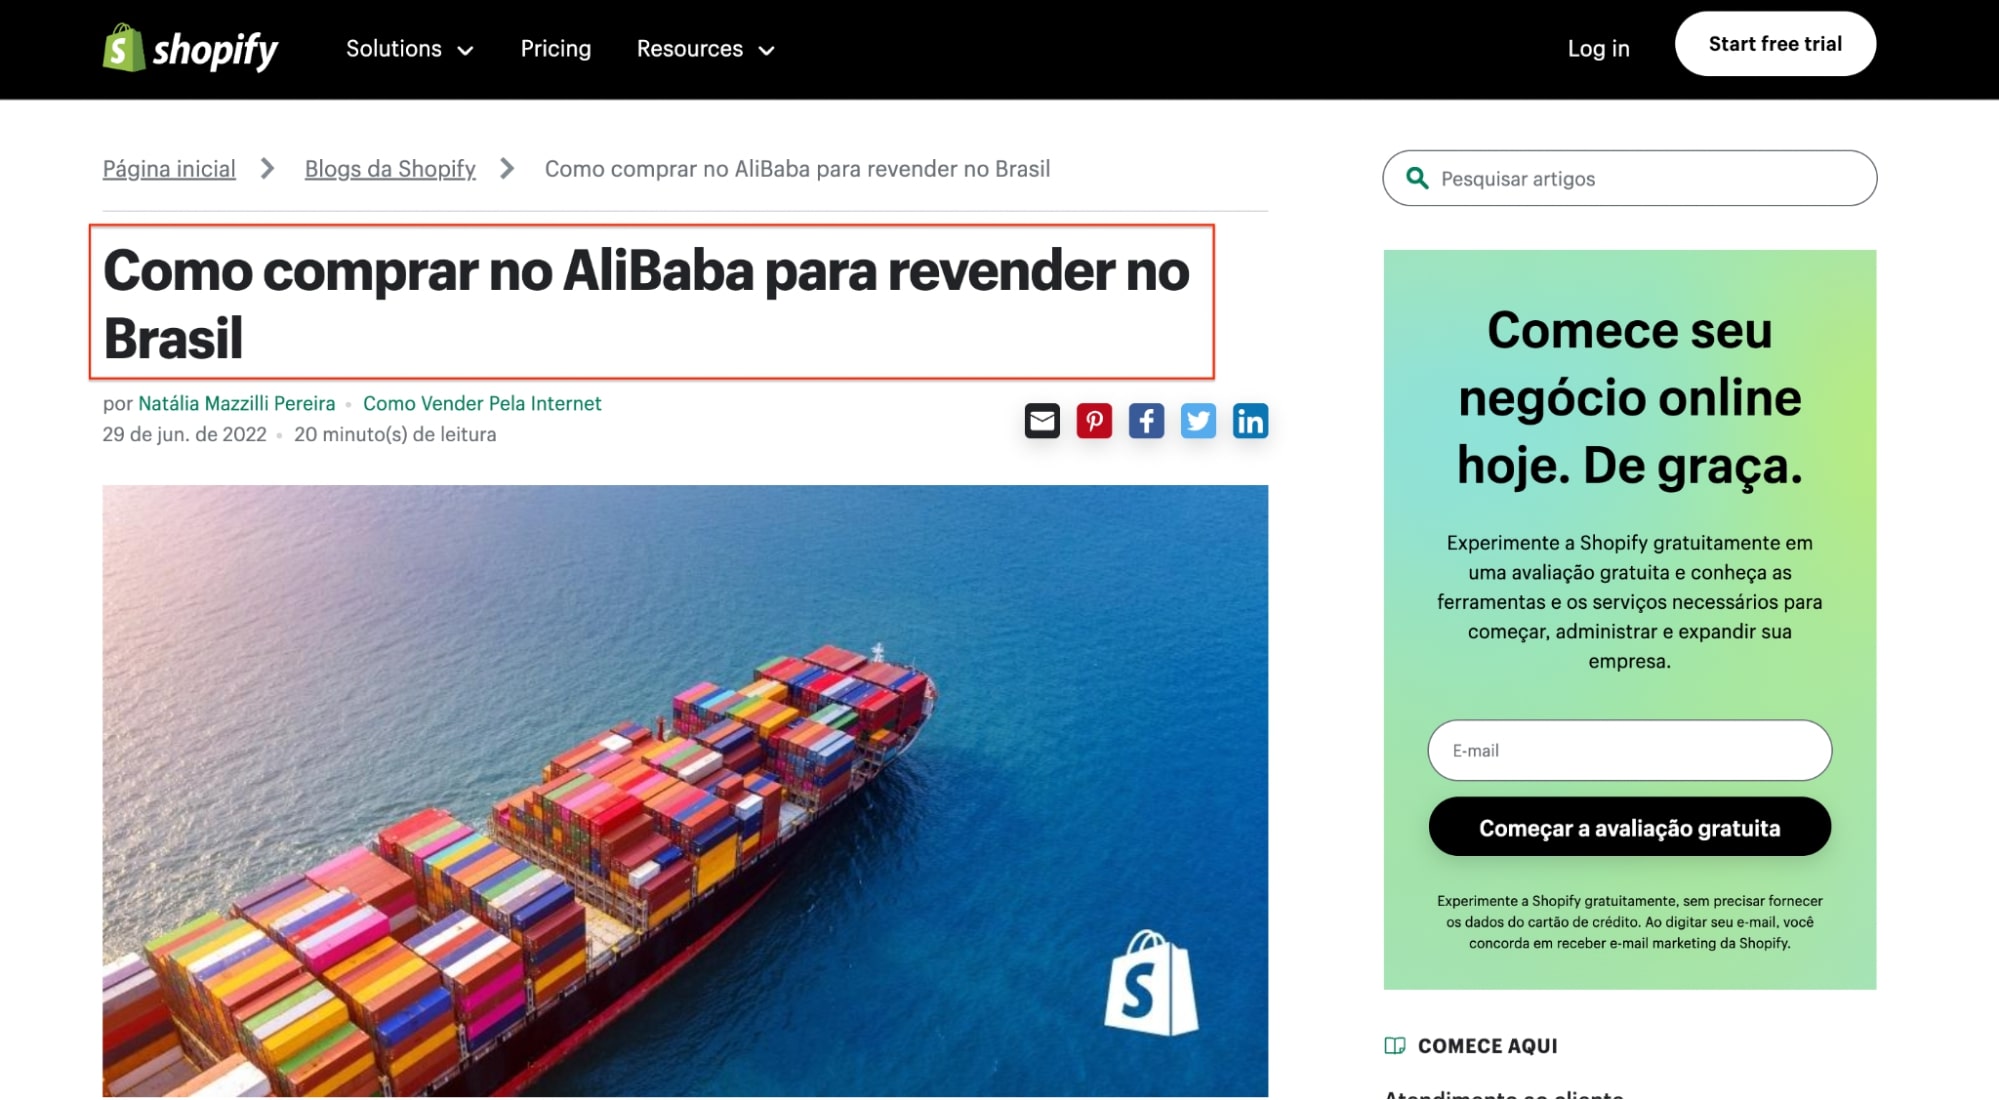 shopify
Solutions
Pricing
Resources
Log in
Start free trial
Página inicial
Blogs da Shopify
Como comprar no AliBaba para revender no Brasil
Pesquisar artigos
Como comprar no AliBaba para revender no
Brasil
por Natália Mazzilli Pereira • Como Vender Pela Internet
29 de jun. de 2022 • 20 minuto(s) de leitura
Comece seu
negócio online
hoje. De graça.
Experimente a Shopify gratuitamente em
uma avaliação gratuita e conheça as
ferramentas e os serviços necessários para
começar, administrar e expandir sua
empresa.
E-mail
Começar a avaliação gratuita
Experimente a Shopify gratuitamente, sem precisar fornecer
os dados do cartão de crédito. Ao digitar seu e-mail, você
concorda em receber e-mail marketing da Shopify.
COMECE AQUI
Atendimento ao cliente